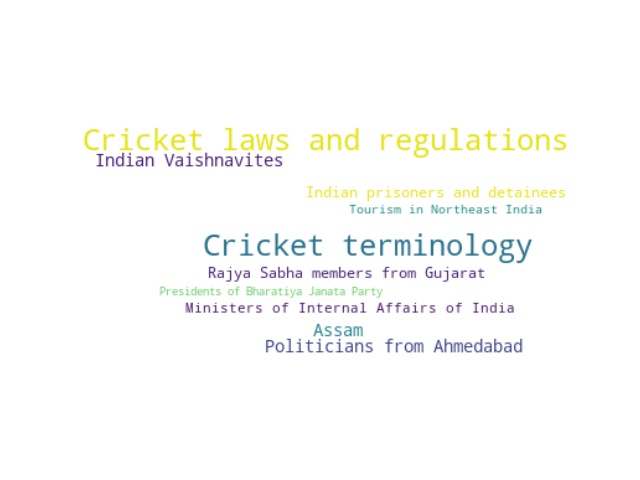 Cricket laws and regulations
Indian Vaishnavites
Indian prisoners and detainees
Tourism in Northeast India
Cricket terminology
Rajya Sabha members from Gujarat
Presidents of Bharatiya Janata Party
Ministers of Internal Affairs of India
Assam
Politicians from Ahmedabad